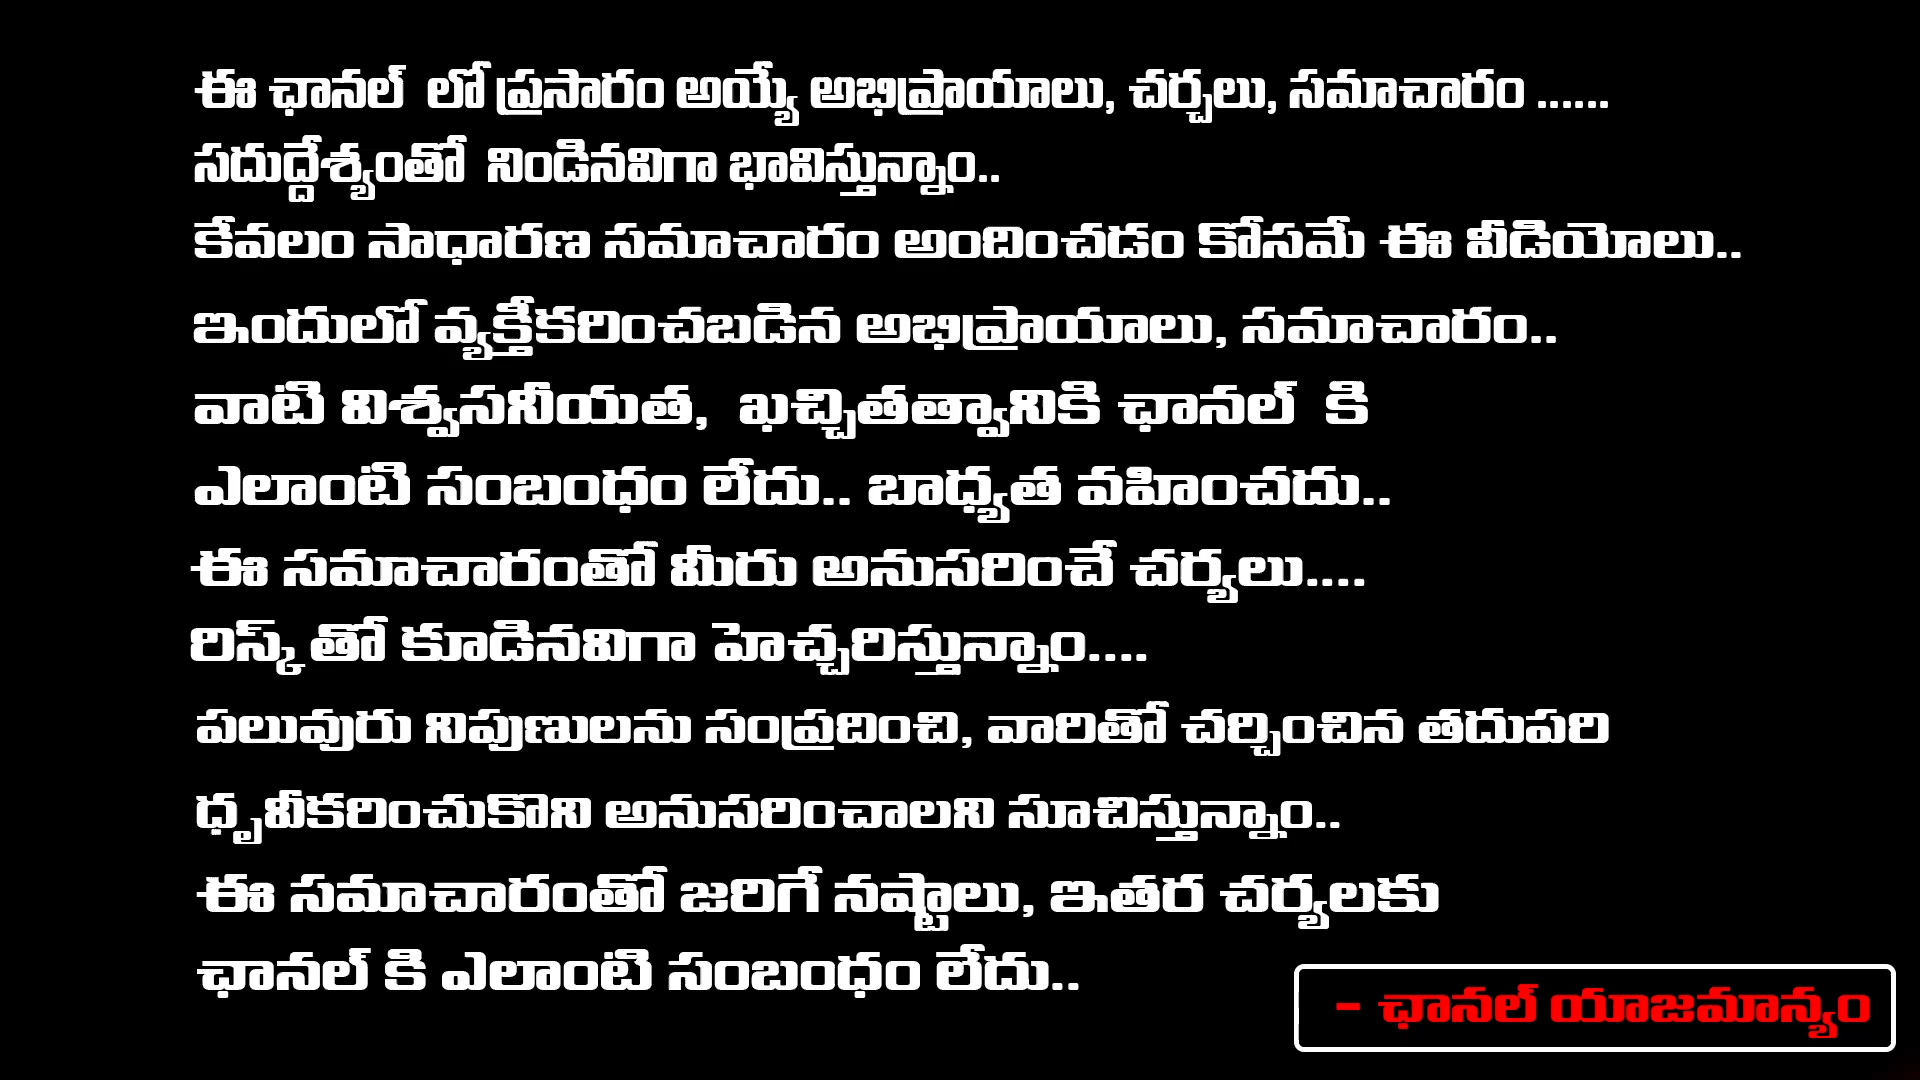 ఈ ఛానల్ లో ప్రసారం అయ్యే అభిప్రాయాలు, చర్చలు, సమాచారం ......
సదుద్దేశ్యంతో నిండినవిగా భావిస్తున్నాం..
కేవలం సాధారణ సమాచారం అందించడం కోసమే ఈ వీడియోలు..
ఇందులో వ్యక్తీకరించబడిన అభిప్రాయాలు, సమాచారం..
వాటి విశ్వసనీయత, ఖచ్చితత్వానికి ఛానల్ కి
ఎలాంటి సంబంధం లేదు.. బాధ్యత వహించదు..
ఈ సమాచారంతో మీరు అనుసరించే చర్యలు....
రిస్క్ తో కూడినవిగా హెచ్చరిస్తున్నాం....
పలువురు నిపుణులను సంప్రదించి, వారితో చర్చించిన తదుపరి
ధృవీకరించుకొని అనుసరించాలని సూచిస్తున్నాం..
ఈ సమాచారంతో జరిగే నష్టాలు, ఇతర చర్యలకు
ఛానల్ కి ఎలాంటి సంబంధం లేదు..
- ఛానల్ యాజమాన్యం